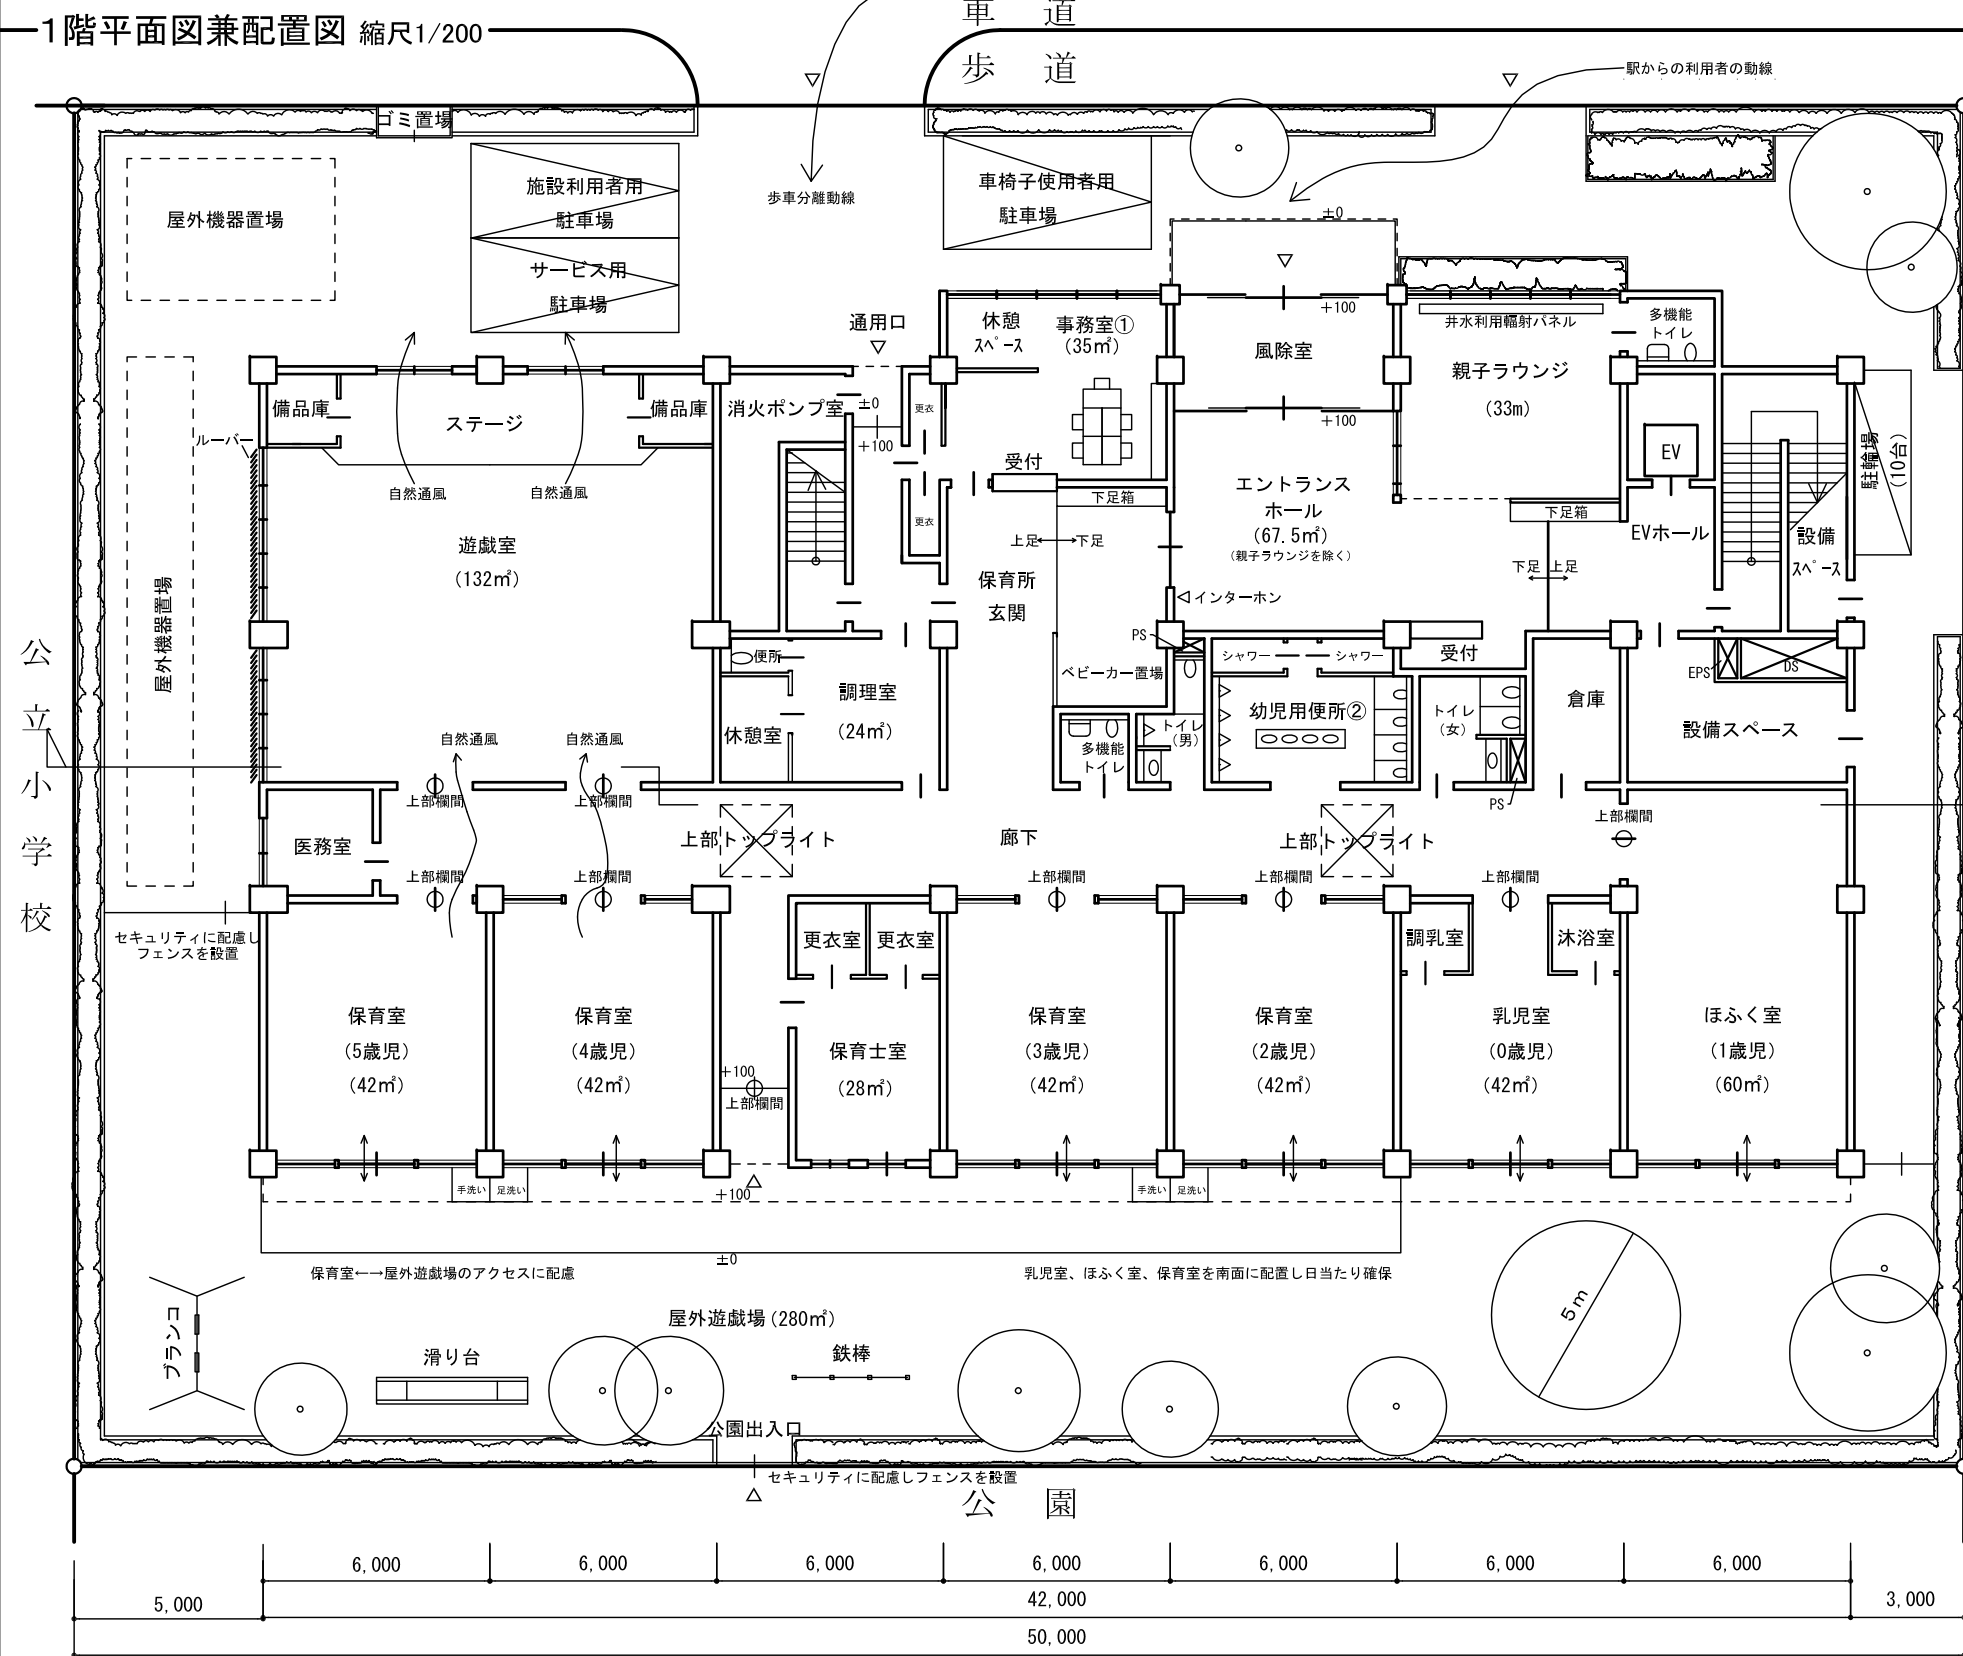 1階平面図兼配置図 縮尺1/200
車 道
歩 道
駅からの利用者の動線
ゴミ置場
屋外機器置場
施設利用者用
駐車場
サービス用
駐車場
歩車分離動線
車椅子使用者用
駐車場
±0
通用口
休憩
ｽﾍﾟｰｽ
事務室①
(35㎡)
+100
風除室
井水利用輻射パネル
多機能
トイレ
親子ラウンジ
(33m)
備品庫
ステージ
備品庫
消火ポンプ室
±0
+100
更衣
+100
ルーバー
自然通風
自然通風
受付
下足箱
エントランス
ホール
(67.5㎡)
(親子ラウンジを除く)
下足箱
EV
EVホール
駐輪場
(10台)
設備
ｽﾍﾟｰｽ
更衣
上足
下足
遊戯室
(132㎡)
保育所
玄関
下足
上足
屋外機器置場
インターホン
公立小学校
PS
便所
シャワー
シャワー
受付
ベビーカー置場
EPS
DS
調理室
(24㎡)
休憩室
幼児用便所②
トイレ
(男)
トイレ
(女)
多機能
トイレ
倉庫
設備スペース
自然通風
自然通風
上部欄間
上部欄間
PS
上部欄間
医務室
上部トップライト
廊下
上部トップライト
上部欄間
上部欄間
上部欄間
上部欄間
上部欄間
セキュリティに配慮し
フェンスを設置
更衣室
更衣室
調乳室
沐浴室
保育室
(5歳児)
(42㎡)
保育室
(4歳児)
(42㎡)
+100
上部欄間
保育士室
(28㎡)
保育室
(3歳児)
(42㎡)
保育室
(2歳児)
(42㎡)
乳児室
(0歳児)
(42㎡)
ほふく室
(1歳児)
(60㎡)
手洗い
足洗い
+100
手洗い
足洗い
±0
保育室←→屋外遊戯場のアクセスに配慮
乳児室、ほふく室、保育室を南面に配置し日当たり確保
屋外遊戯場(280㎡)
ブランコ
滑り台
鉄棒
5m
公園出入口
セキュリティに配慮しフェンスを設置
公 園
6,000
6,000
6,000
6,000
6,000
6,000
6,000
5,000
42,000
3,000
50,000